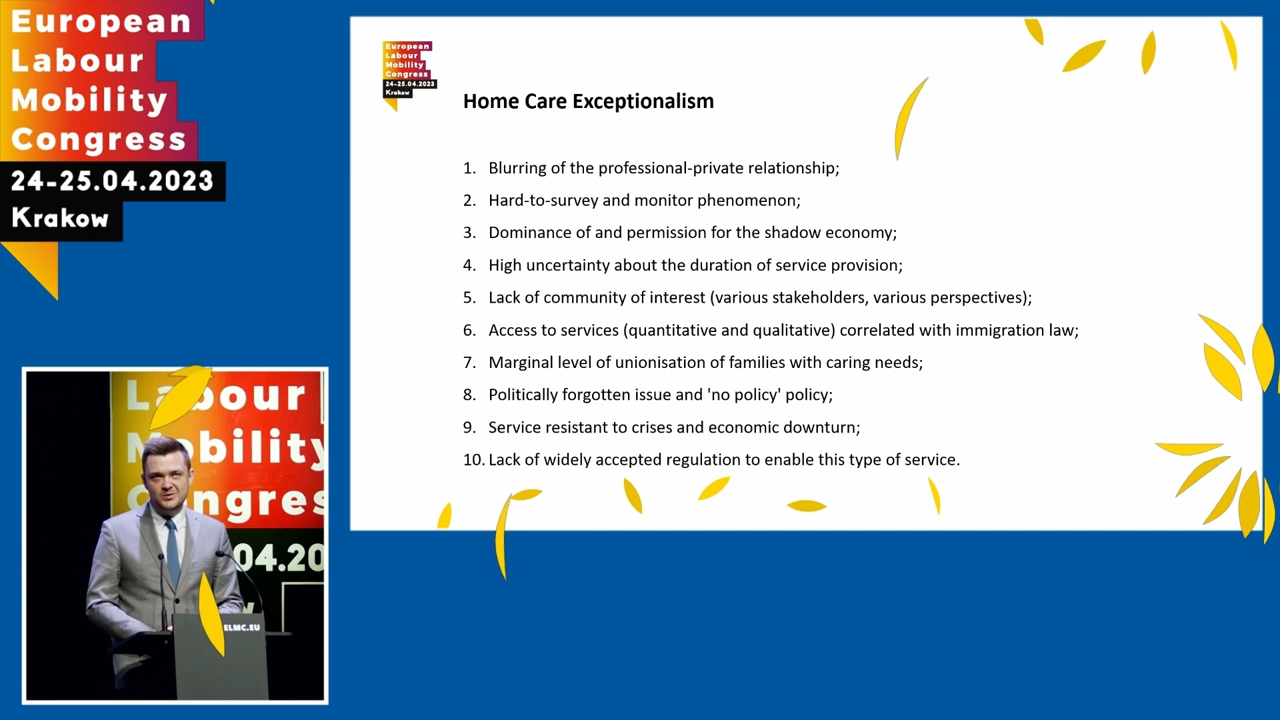 European
Labour
Mobility
Congress
24-25.04.2023
Krakow
European
Labour
Mobility
Congress
24-25.04.2023
Krakow
Home Care Exceptionalism
1. Blurring of the professional-private relationship;
2. Hard-to-survey and monitor phenomenon;
3. Dominance of and permission for the shadow economy;
4. High uncertainty about the duration of service provision;
5. Lack of community of interest (various stakeholders, various perspectives);
6. Access to services (quantitative and qualitative) correlated with immigration law;
7. Marginal level of unionisation of families with caring needs;
8. Politically forgotten issue and 'no policy' policy;
9. Service resistant to crises and economic downturn;
10. Lack of widely accepted regulation to enable this type of service.
Labour
Mobility
Congres
.04.20
w
ELMC.EU